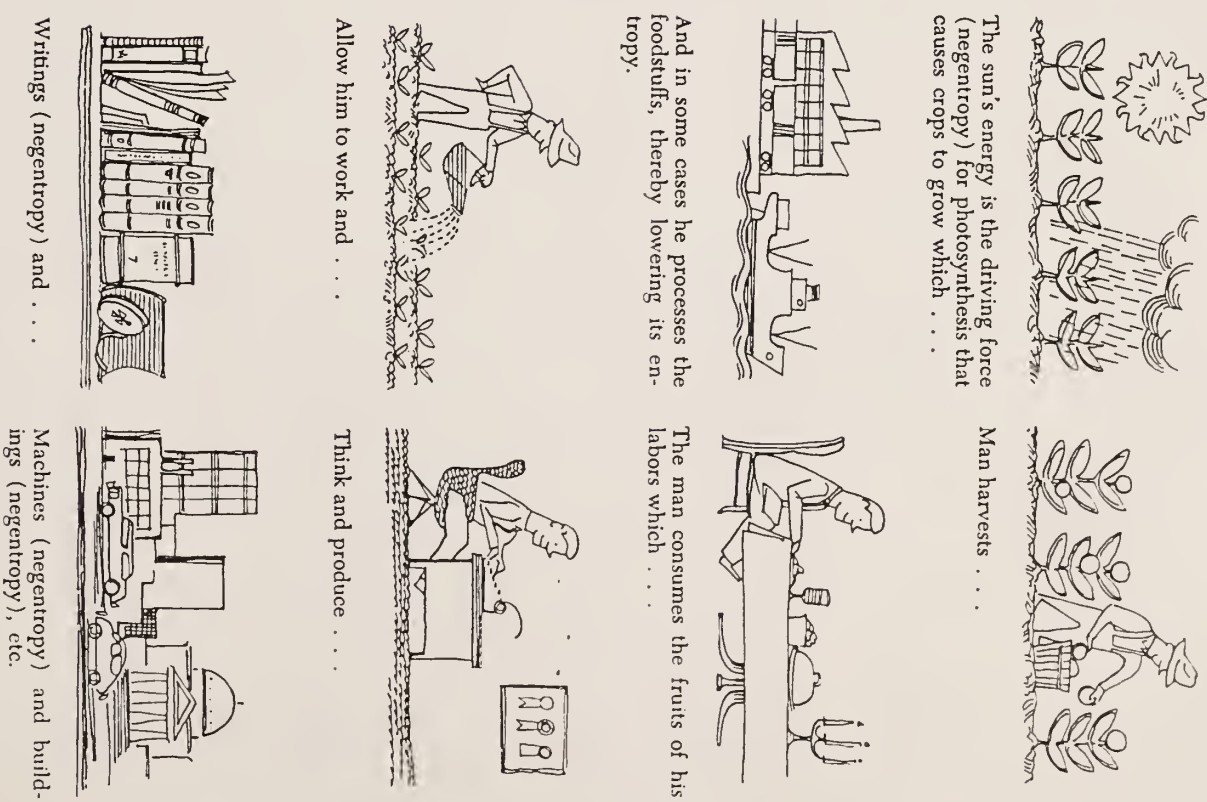 The sun's energy is the driving force
(negentropy) for photosynthesis that
causes crops to grow which . . .
Man harvests . . .
And in some cases he processes the
foodstuffs, thereby lowering its en-
tropy.
The man consumes the fruits of his
labors which . . .
Allow him to work and . . .
Think and produce . . .
Writings (negentropy) and . . .
Machines (negentropy) and build-
ings (negentropy), etc.